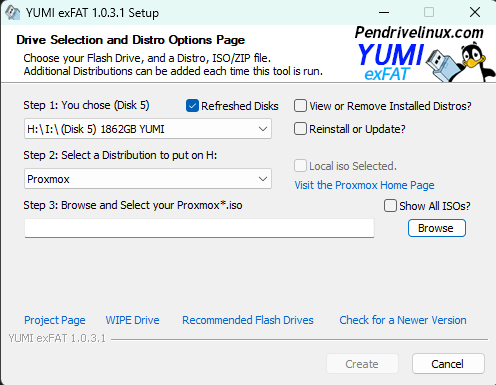 YUMI exFAT 1.0.3.1 Setup
Pendrivelinux.com
Drive Selection and Distro Options Page
YUMI
exFAT
Choose your Flash Drive, and a Distro, ISO/ZIP file.
Additional Distributions can be added each time this tool is run.
Step 1: You chose (Disk 5)
Refreshed Disks
View or Remove Installed Distros?
H:\I:\ (Disk 5) 1862GB YUMI
Reinstall or Update?
Step 2: Select a Distribution to put on H:
Local iso Selected.
Proxmox
Visit the Proxmox Home Page
Step 3: Browse and Select your Proxmox*.iso
Show All ISOs?
Browse
Project Page
WIPE Drive
Recommended Flash Drives
Check for a Newer Version
YUMI exFAT 1.0.3.1
Create
Cancel